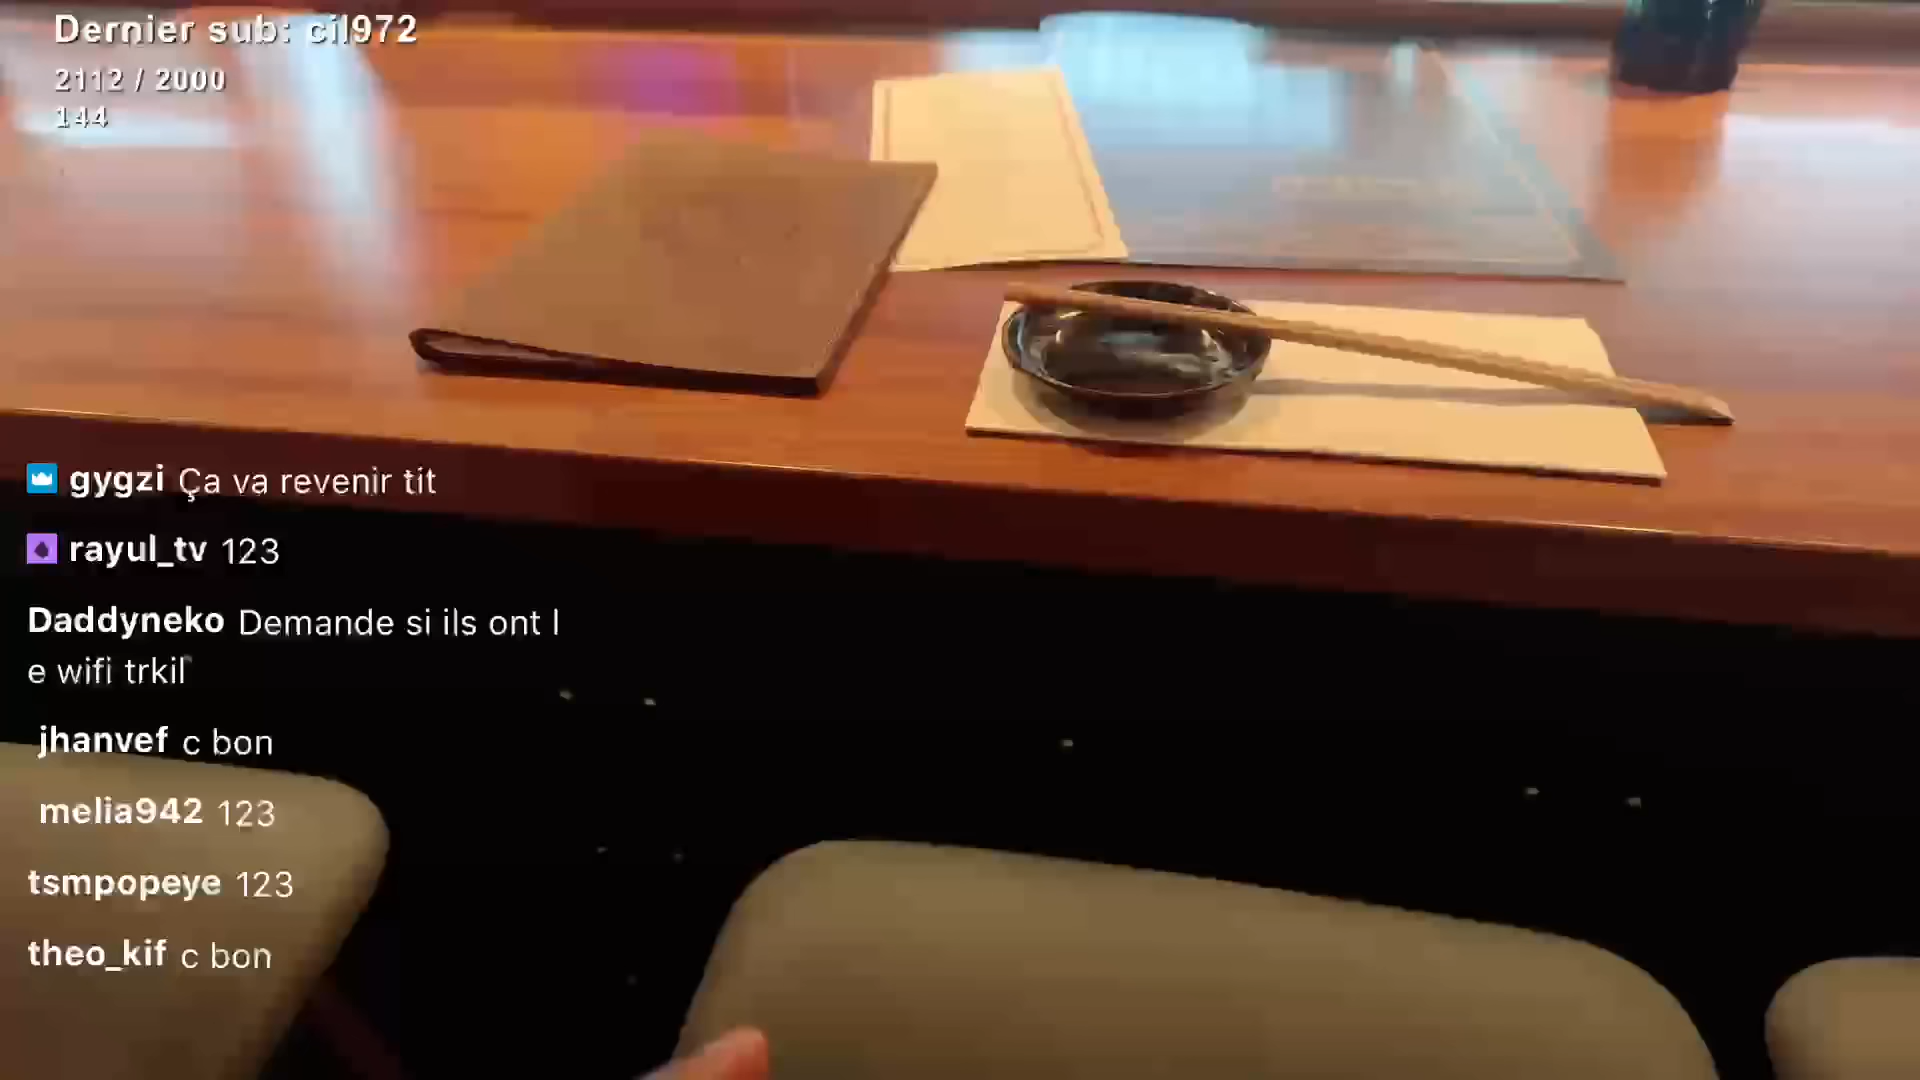 Dernier sub: cil972
2112 / 2000
144
gygzi Ça va revenir tit
rayul_tv 123
Daddyneko Demande si ils ont l
e wifi trkil
jhanvef c bon
melia942 123
tsmpopeye 123
theo_kif c bon